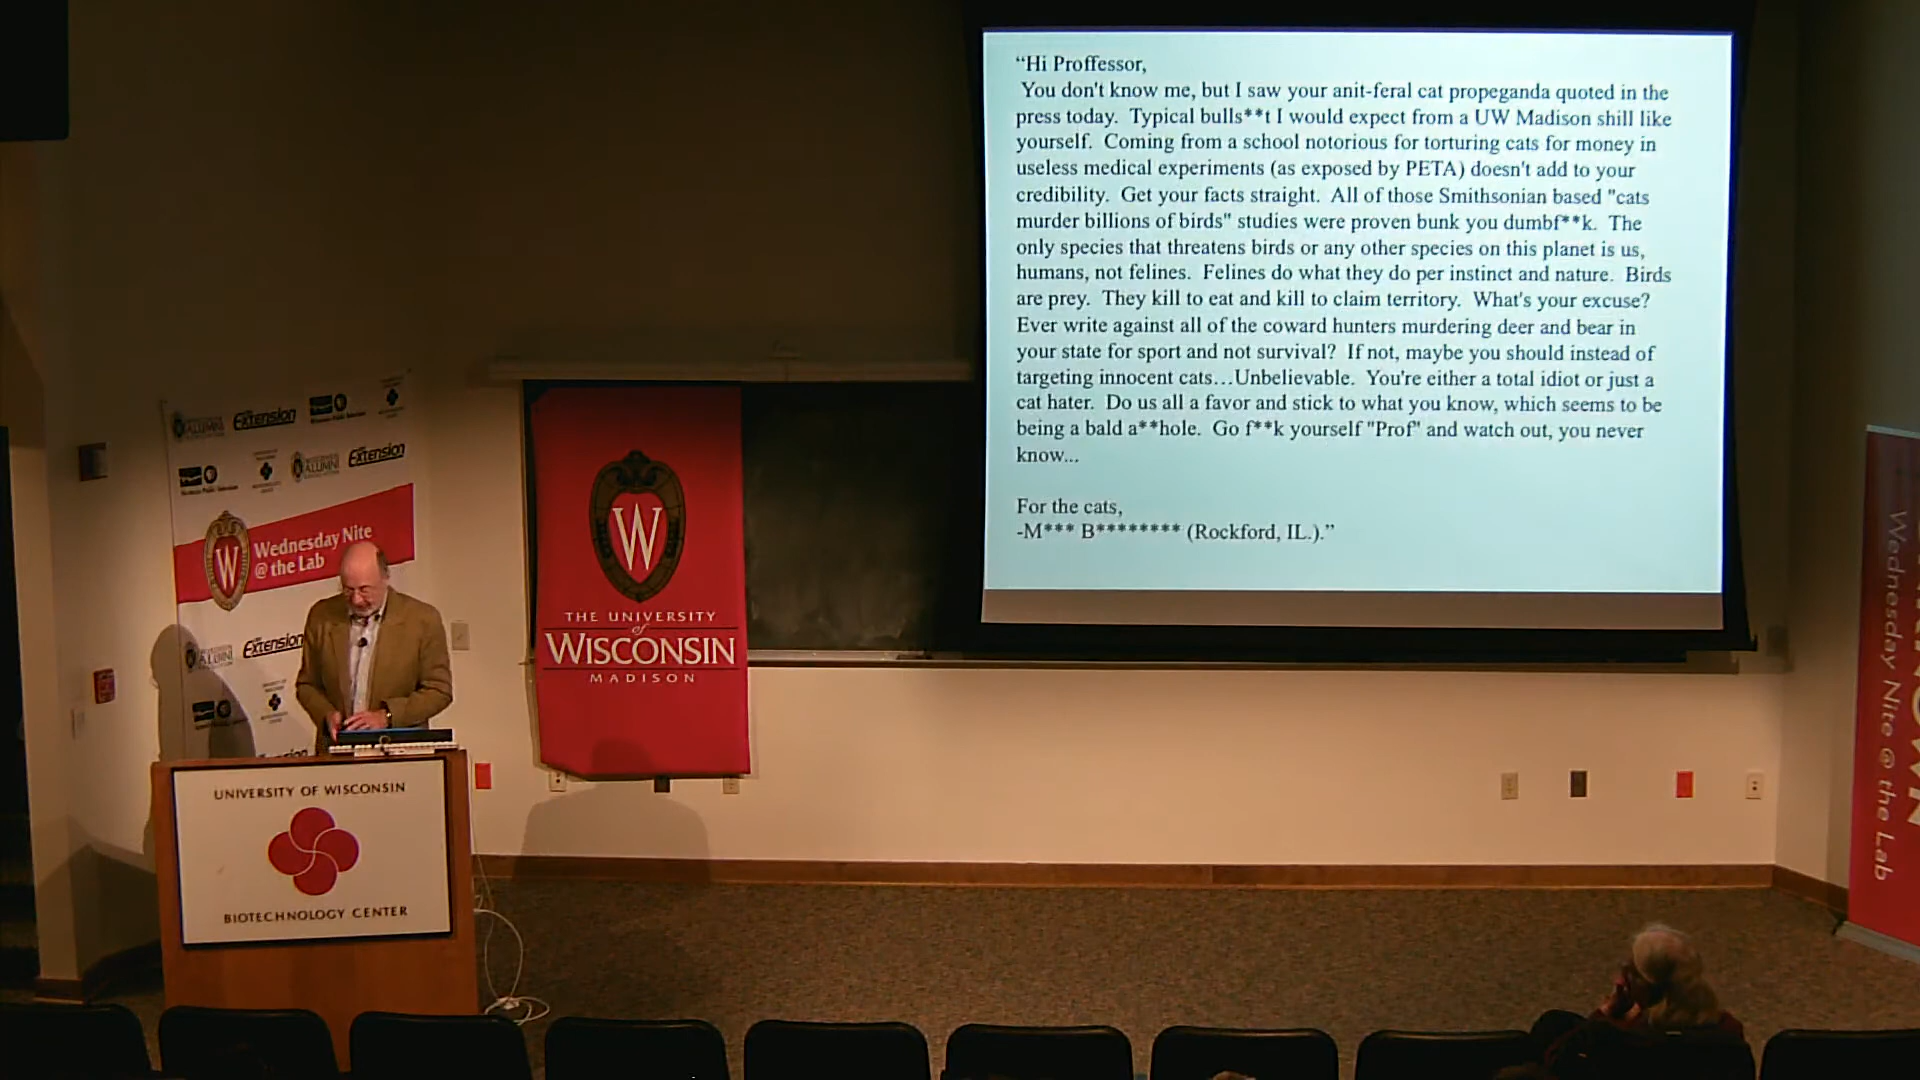 “Hi Proffessor,
You don't know me, but I saw your anit-feral cat propeganda quoted in the
press today. Typical bulls**t I would expect from a UW Madison shill like
yourself. Coming from a school notorious for torturing cats for money in
useless medical experiments (as exposed by PETA) doesn't add to your
credibility. Get your facts straight. All of those Smithsonian based "cats
murder billions of birds" studies were proven bunk you dumbf**k. The
only species that threatens birds or any other species on this planet is us,
humans, not felines. Felines do what they do per instinct and nature. Birds
are prey. They kill to eat and kill to claim territory. What's your excuse?
Ever write against all of the coward hunters murdering deer and bear in
your state for sport and not survival? If not, maybe you should instead of
targeting innocent cats…Unbelievable. You're either a total idiot or just a
cat hater. Do us all a favor and stick to what you know, which seems to be
being a bald a**hole. Go f**k yourself "Prof" and watch out, you never
know...
For the cats,
-M*** B******** (Rockford, IL.).”
Extension
ALUMNI
Extension
W
Wednesday Nite
@ the Lab
Extension
W
THE UNIVERSITY
of
WISCONSIN
MADISON
UNIVERSITY OF WISCONSIN
BIOTECHNOLOGY CENTER
Wednesday Nite @ the Lab